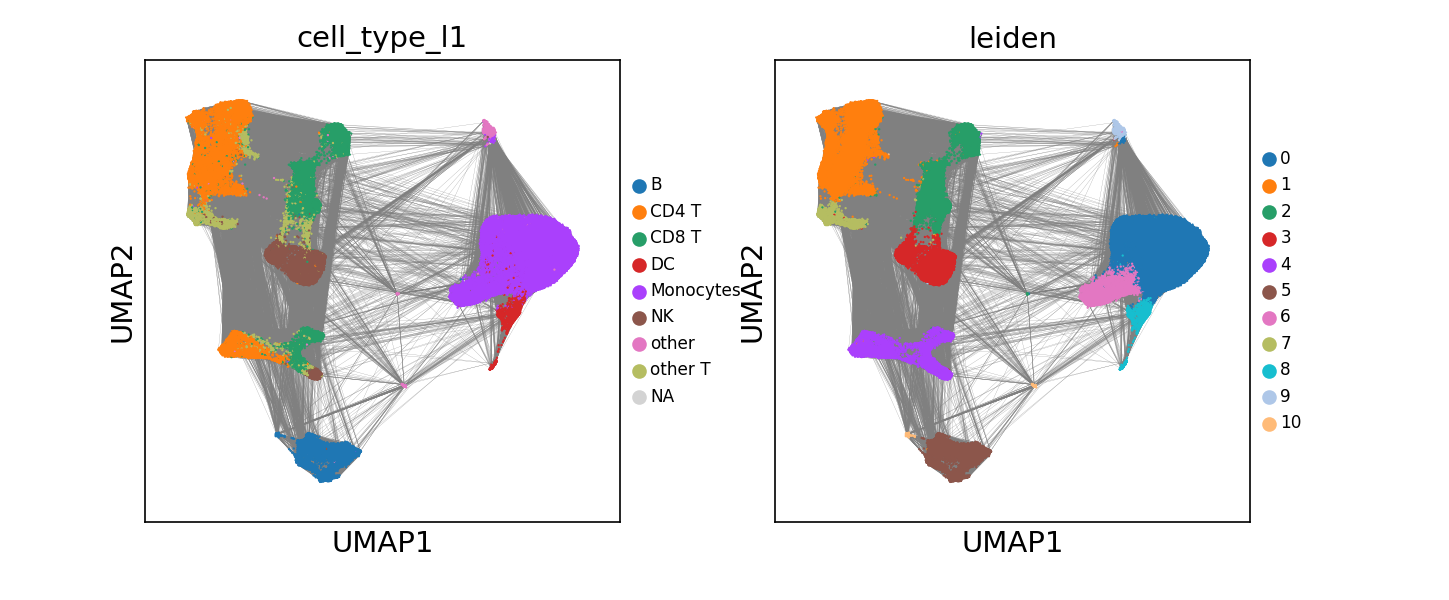 cell_type_l1
UMAP2
UMAP1
B
CD4 T
CD8 T
DC
Monocytes
NK
other
other T
NA
leiden
UMAP2
UMAP1
0
1
2
3
4
5
6
7
8
9
10